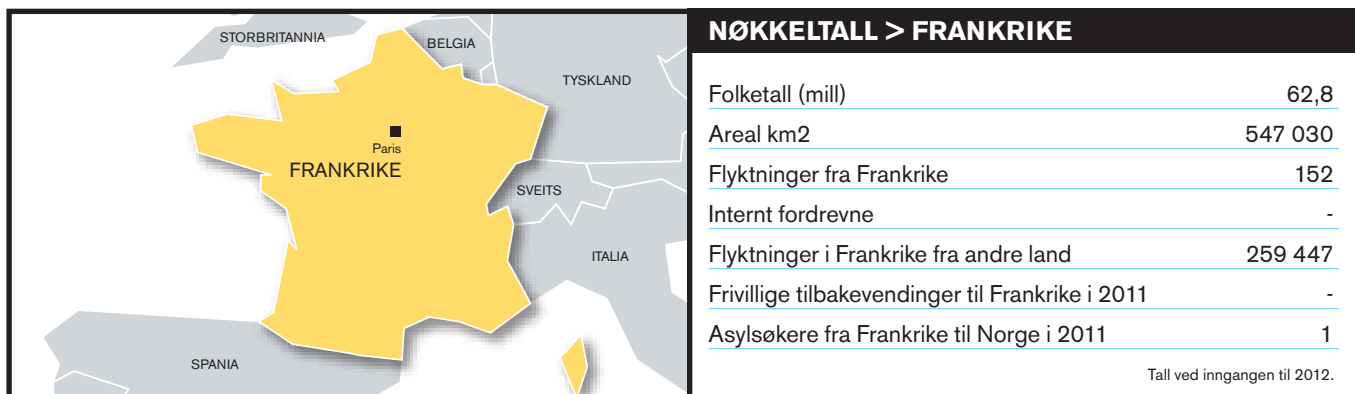 STORBRITANNIA
BELGIA
TYSKLAND
Paris
FRANKRIKE
SVEITS
ITALIA
SPANIA
NØKKELTALL > FRANKRIKE
Folketall (mill) 62,8
Areal km2 547 030
Flyktninger fra Frankrike 152
Internt fordrevne -
Flyktninger i Frankrike fra andre land 259 447
Frivillige tilbakevendinger til Frankrike i 2011 -
Asylsøkere fra Frankrike til Norge i 2011 1
Tall ved inngangen til 2012.